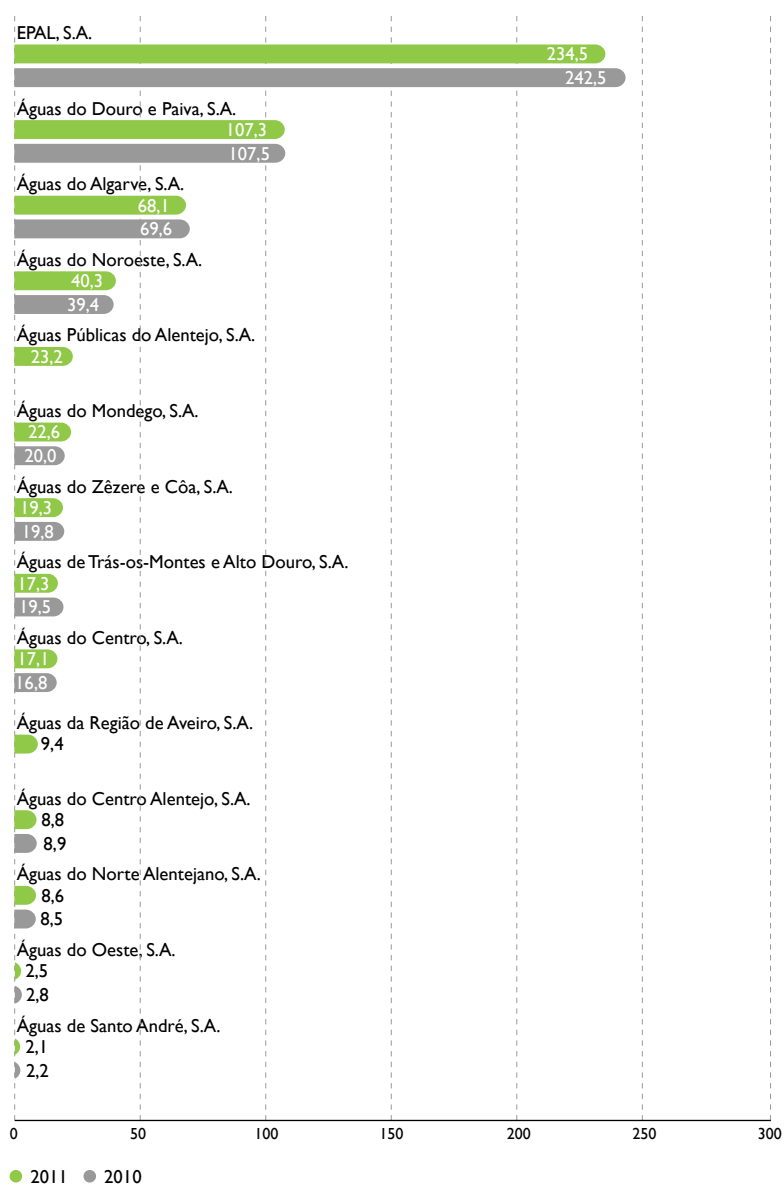 EPAL, S.A.
234,5
242,5
Águas do Douro e Paiva, S.A.
107,3
107,5
Águas do Algarve, S.A.
68,1
69,6
Águas do Noroeste, S.A.
40,3
39,4
Águas Públicas do Alentejo, S.A.
23,2
Águas do Mondego, S.A.
22,6
20,0
Águas do Zêzere e Côa, S.A.
19,3
19,8
Águas de Trás-os-Montes e Alto Douro, S.A.
17,3
19,5
Águas do Centro, S.A.
17,1
16,8
Águas da Região de Aveiro, S.A.
9,4
Águas do Centro Alentejo, S.A.
8,8
8,9
Águas do Norte Alentejano, S.A.
8,6
8,5
Águas do Oeste, S.A.
2,5
2,8
Águas de Santo André, S.A.
2,1
2,2
0 50 100 150 200 250 300
2011 2010